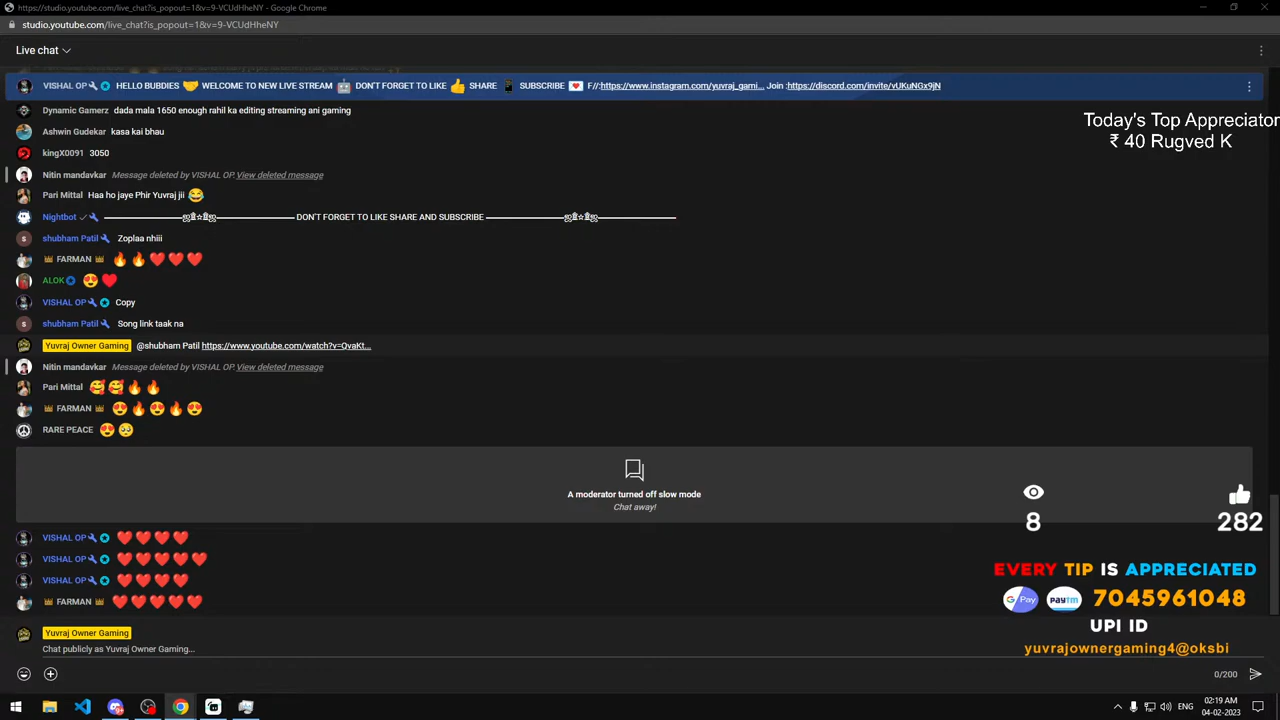 https://studio.youtube.com/live_chat?is_popout=1&v=9-VCUdHheNY - Google Chrome
studio.youtube.com/live_chat?is_popout=1&v=9-VCUdHheNY
Live chat
VISHAL OP HELLO BUBDIES 🤝 WELCOME TO NEW LIVE STREAM 🤖 DON'T FORGET TO LIKE 👍 SHARE 📱 SUBSCRIBE 💌 F//:https://www.instagram.com/yuvraj_gami... Join :https://discord.com/invite/vUKuNGx9jN
Dynamic Gamerz dada mala 1650 enough rahil ka editing streaming ani gaming
Today's Top Appreciator
₹ 40 Rugved K
Ashwin Gudekar kasa kai bhau
kingX0091 3050
Nitin mandavkar Message deleted by VISHAL OP. View deleted message
Pari Mittal Haa ho jaye Phir Yuvraj jii 😂
Nightbot DON'T FORGET TO LIKE SHARE AND SUBSCRIBE
shubham Patil Zoplaa nhiii
👑 FARMAN 👑 🔥🔥❤️❤️❤️
ALOK 😍♥️
VISHAL OP Copy
shubham Patil Song link taak na
Yuvraj Owner Gaming @shubham Patil https://www.youtube.com/watch?v=QvaKt...
Nitin mandavkar Message deleted by VISHAL OP. View deleted message
Pari Mittal 🥰🥰🔥🔥
👑 FARMAN 👑 😍🔥😍🔥😍
RARE PEACE 😍🥺
A moderator turned off slow mode
Chat away!
8
282
VISHAL OP ❤️❤️❤️❤️
VISHAL OP ❤️❤️❤️❤️❤️
VISHAL OP ❤️❤️❤️❤️
👑 FARMAN 👑 ❤️❤️❤️❤️❤️
EVERY TIP IS APPRECIATED
G Pay paytm 7045961048
UPI ID
yuvrajownergaming4@oksbi
Yuvraj Owner Gaming
Chat publicly as Yuvraj Owner Gaming...
0/200
ENG
02:19 AM
04-02-2023